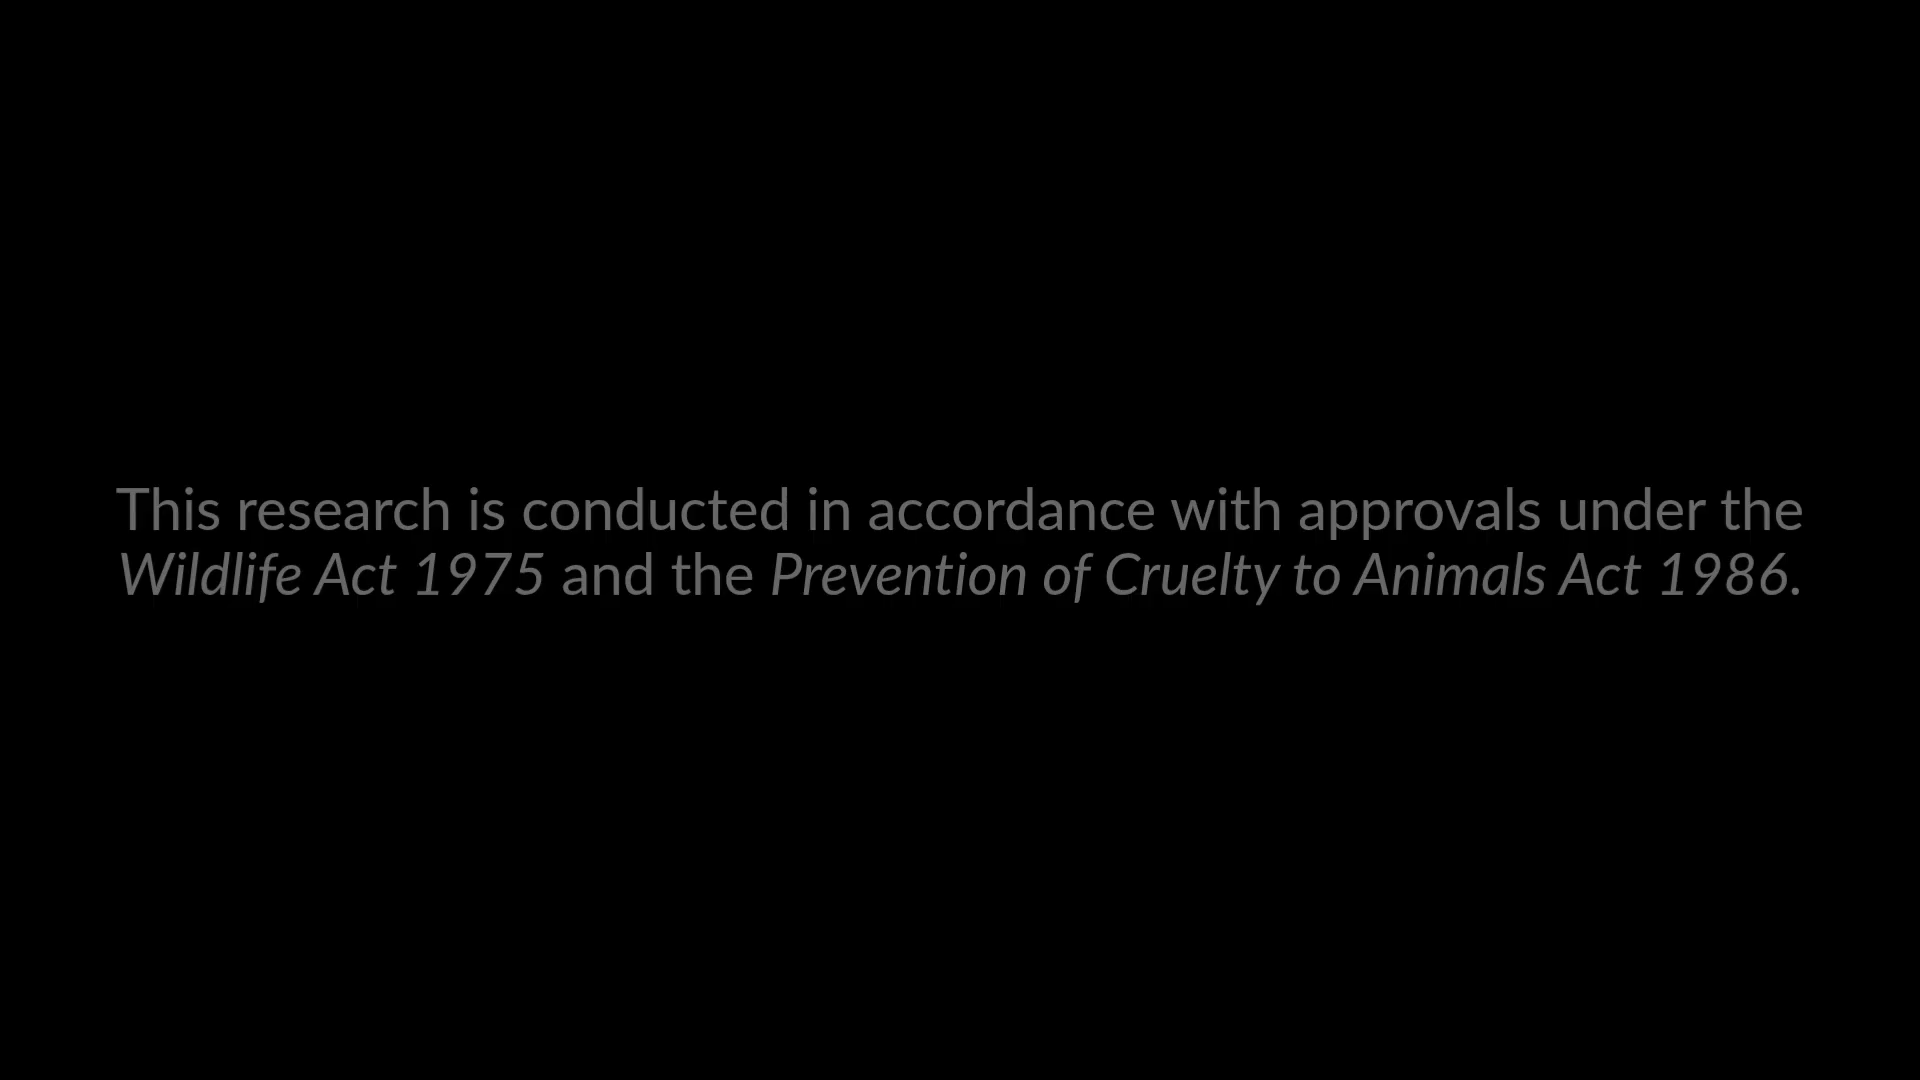 This research is conducted in accordance with approvals under the
Wildlife Act 1975 and the Prevention of Cruelty to Animals Act 1986.